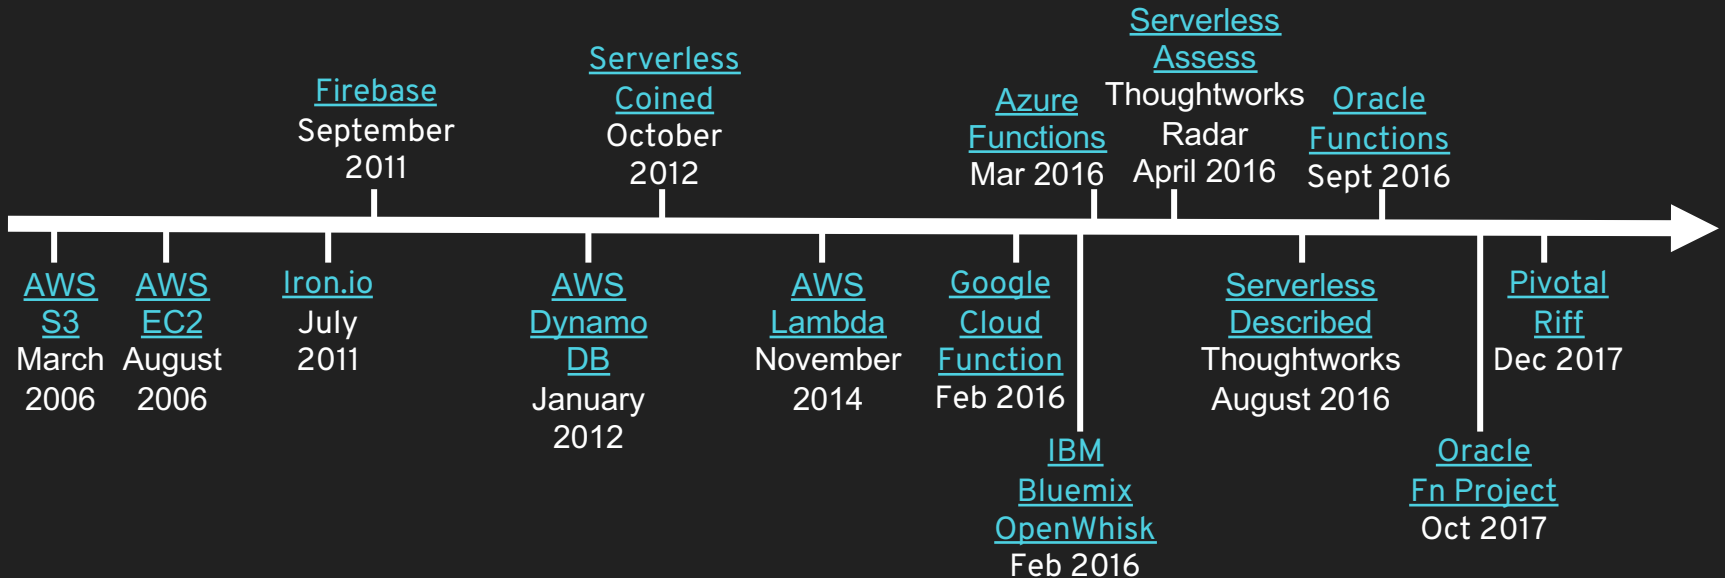 Firebase
September
2011
Serverless
Coined
October
2012
Azure
Functions
Mar 2016
Serverless
Assess
Thoughtworks
Radar
April 2016
Oracle
Functions
Sept 2016
AWS
S3
March
2006
AWS
EC2
August
2006
Iron.io
July
2011
AWS
Dynamo
DB
January
2012
AWS
Lambda
November
2014
Google
Cloud
Function
Feb 2016
IBM
Bluemix
OpenWhisk
Feb 2016
Serverless
Described
Thoughtworks
August 2016
Oracle
Fn Project
Oct 2017
Pivotal
Riff
Dec 2017